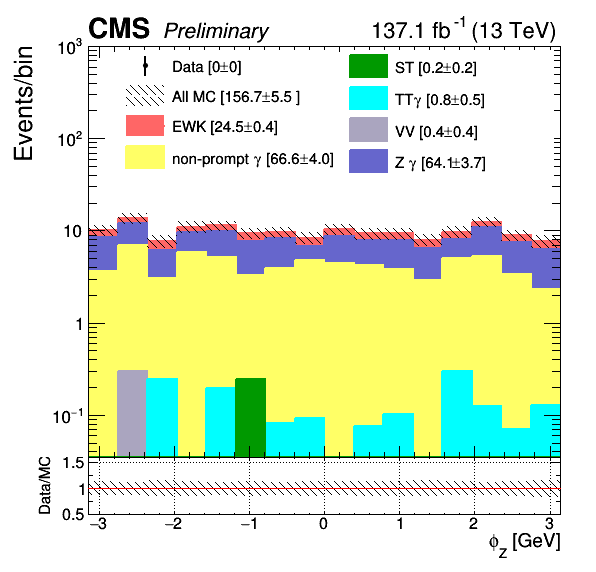 CMS Preliminary 137.1 fb⁻¹ (13 TeV)
Events/bin
10³
10²
10
1
10⁻¹
Data [0±0]
All MC [156.7±5.5 ]
EWK [24.5±0.4]
non-prompt γ [66.6±4.0]
ST [0.2±0.2]
TTγ [0.8±0.5]
VV [0.4±0.4]
Z γ [64.1±3.7]
Data/MC
1.5
1
0.5
−3 −2 −1 0 1 2 3
ϕ_Z [GeV]